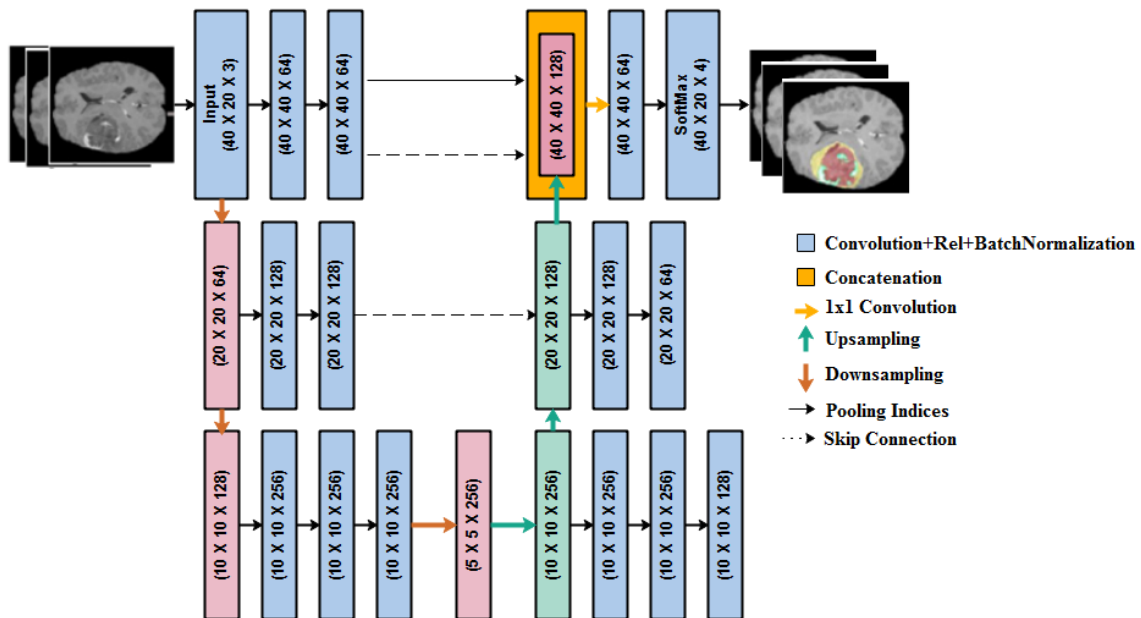 Input
(40 X 20 X 3)
(40 X 40 X 64)
(40 X 40 X 64)
(40 X 40 X 128)
(40 X 40 X 64)
SoftMax
(40 X 20 X 4)
(20 X 20 X 64)
(20 X 20 X 128)
(20 X 20 X 128)
(20 X 20 X 128)
(20 X 20 X 128)
(20 X 20 X 64)
(10 X 10 X 128)
(10 X 10 X 256)
(10 X 10 X 256)
(10 X 10 X 256)
(5 X 5 X 256)
(10 X 10 X 256)
(10 X 10 X 256)
(10 X 10 X 256)
(10 X 10 X 128)
Convolution+Rel+BatchNormalization
Concatenation
1x1 Convolution
Upsampling
Downsampling
Pooling Indices
Skip Connection